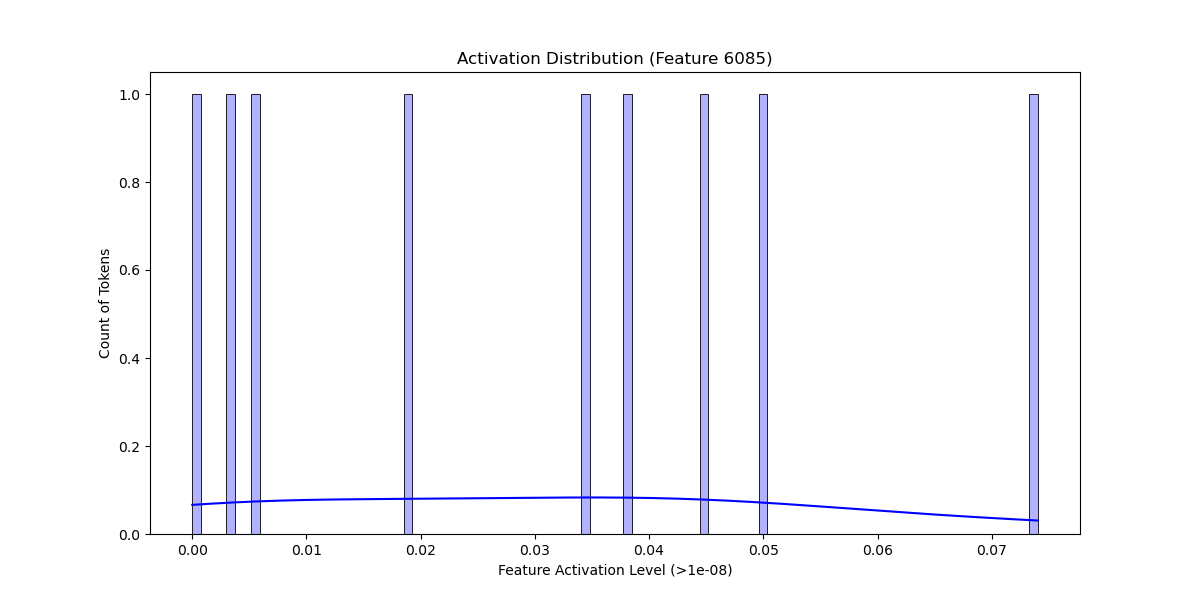 Activation Distribution (Feature 6085)
1.0
0.8
0.6
0.4
0.2
0.0
Count of Tokens
0.00 0.01 0.02 0.03 0.04 0.05 0.06 0.07
Feature Activation Level (>1e-08)